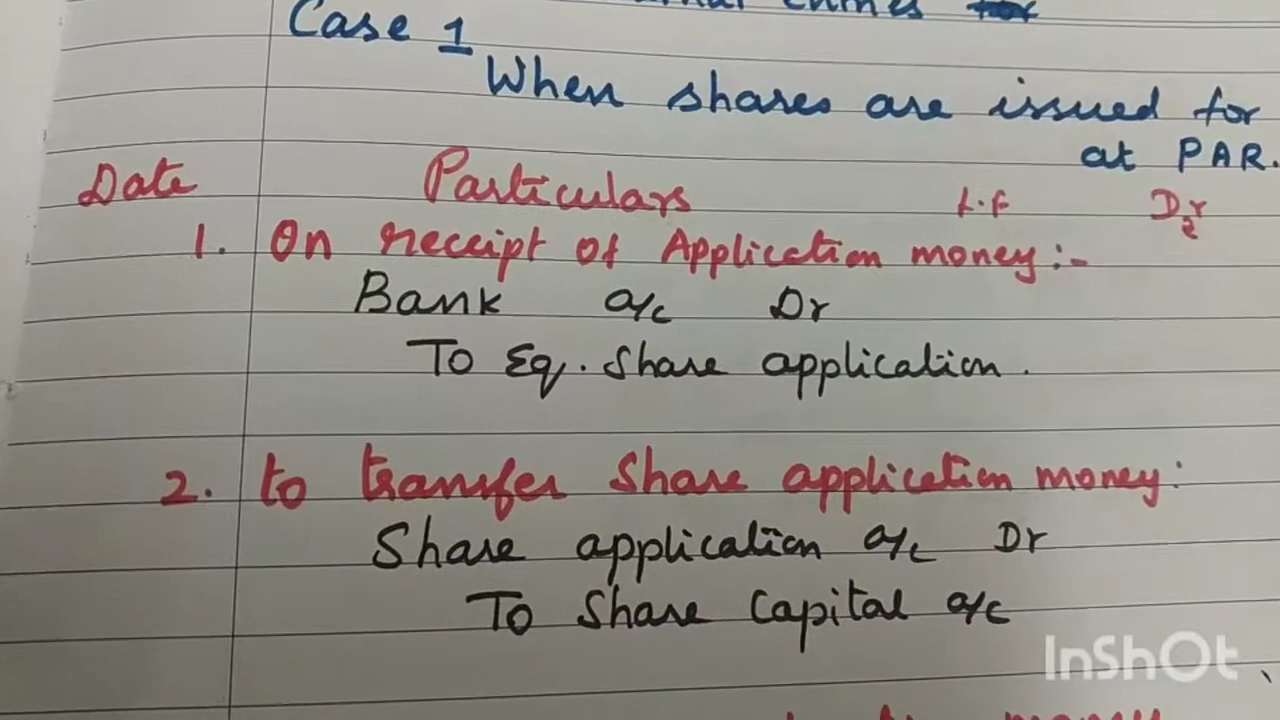 Case 1
When shares are issued for
at PAR.
Date Particulars L.F Dr
1. On receipt of Application money:-
Bank a/c Dr
To Eq. Share application.
2. to transfer Share application money:
Share application a/c Dr
To Share Capital a/c
InShOt
money